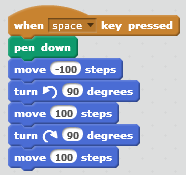 when space key pressed
pen down
move -100 steps
turn 90 degrees
move 100 steps
turn 90 degrees
move 100 steps